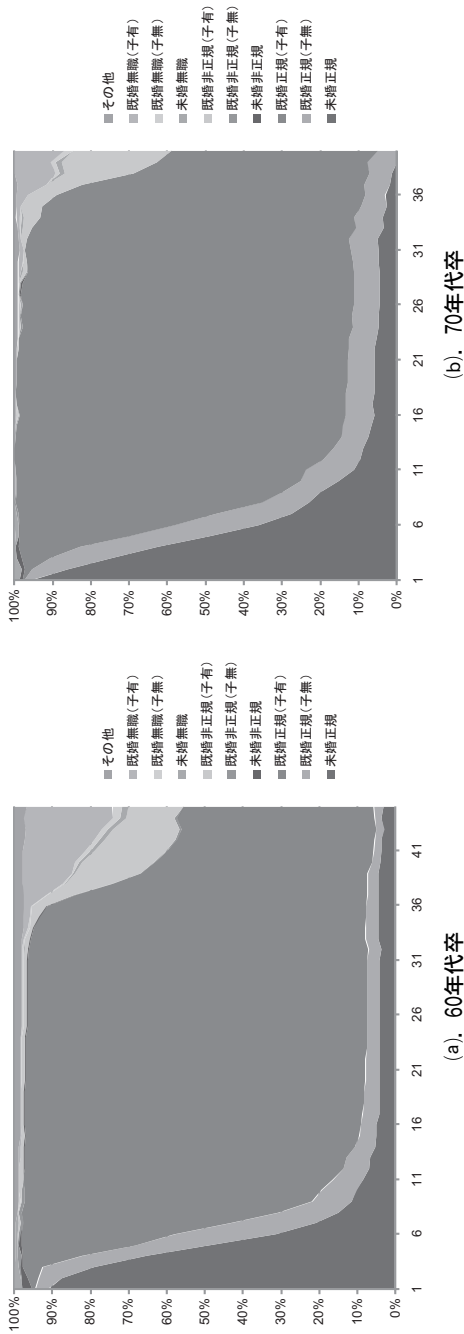 100%
90%
80%
70%
60%
50%
40%
30%
20%
10%
0%
1
6
11
16
21
26
31
36
41
その他
既婚無職(子有)
既婚無職(子無)
未婚無職
既婚非正規(子有)
既婚非正規(子無)
未婚非正規
既婚正規(子有)
既婚正規(子無)
未婚正規
(a). 60年代卒
100%
90%
80%
70%
60%
50%
40%
30%
20%
10%
0%
1
6
11
16
21
26
31
36
その他
既婚無職(子有)
既婚無職(子無)
未婚無職
既婚非正規(子有)
既婚非正規(子無)
未婚非正規
既婚正規(子有)
既婚正規(子無)
未婚正規
(b). 70年代卒